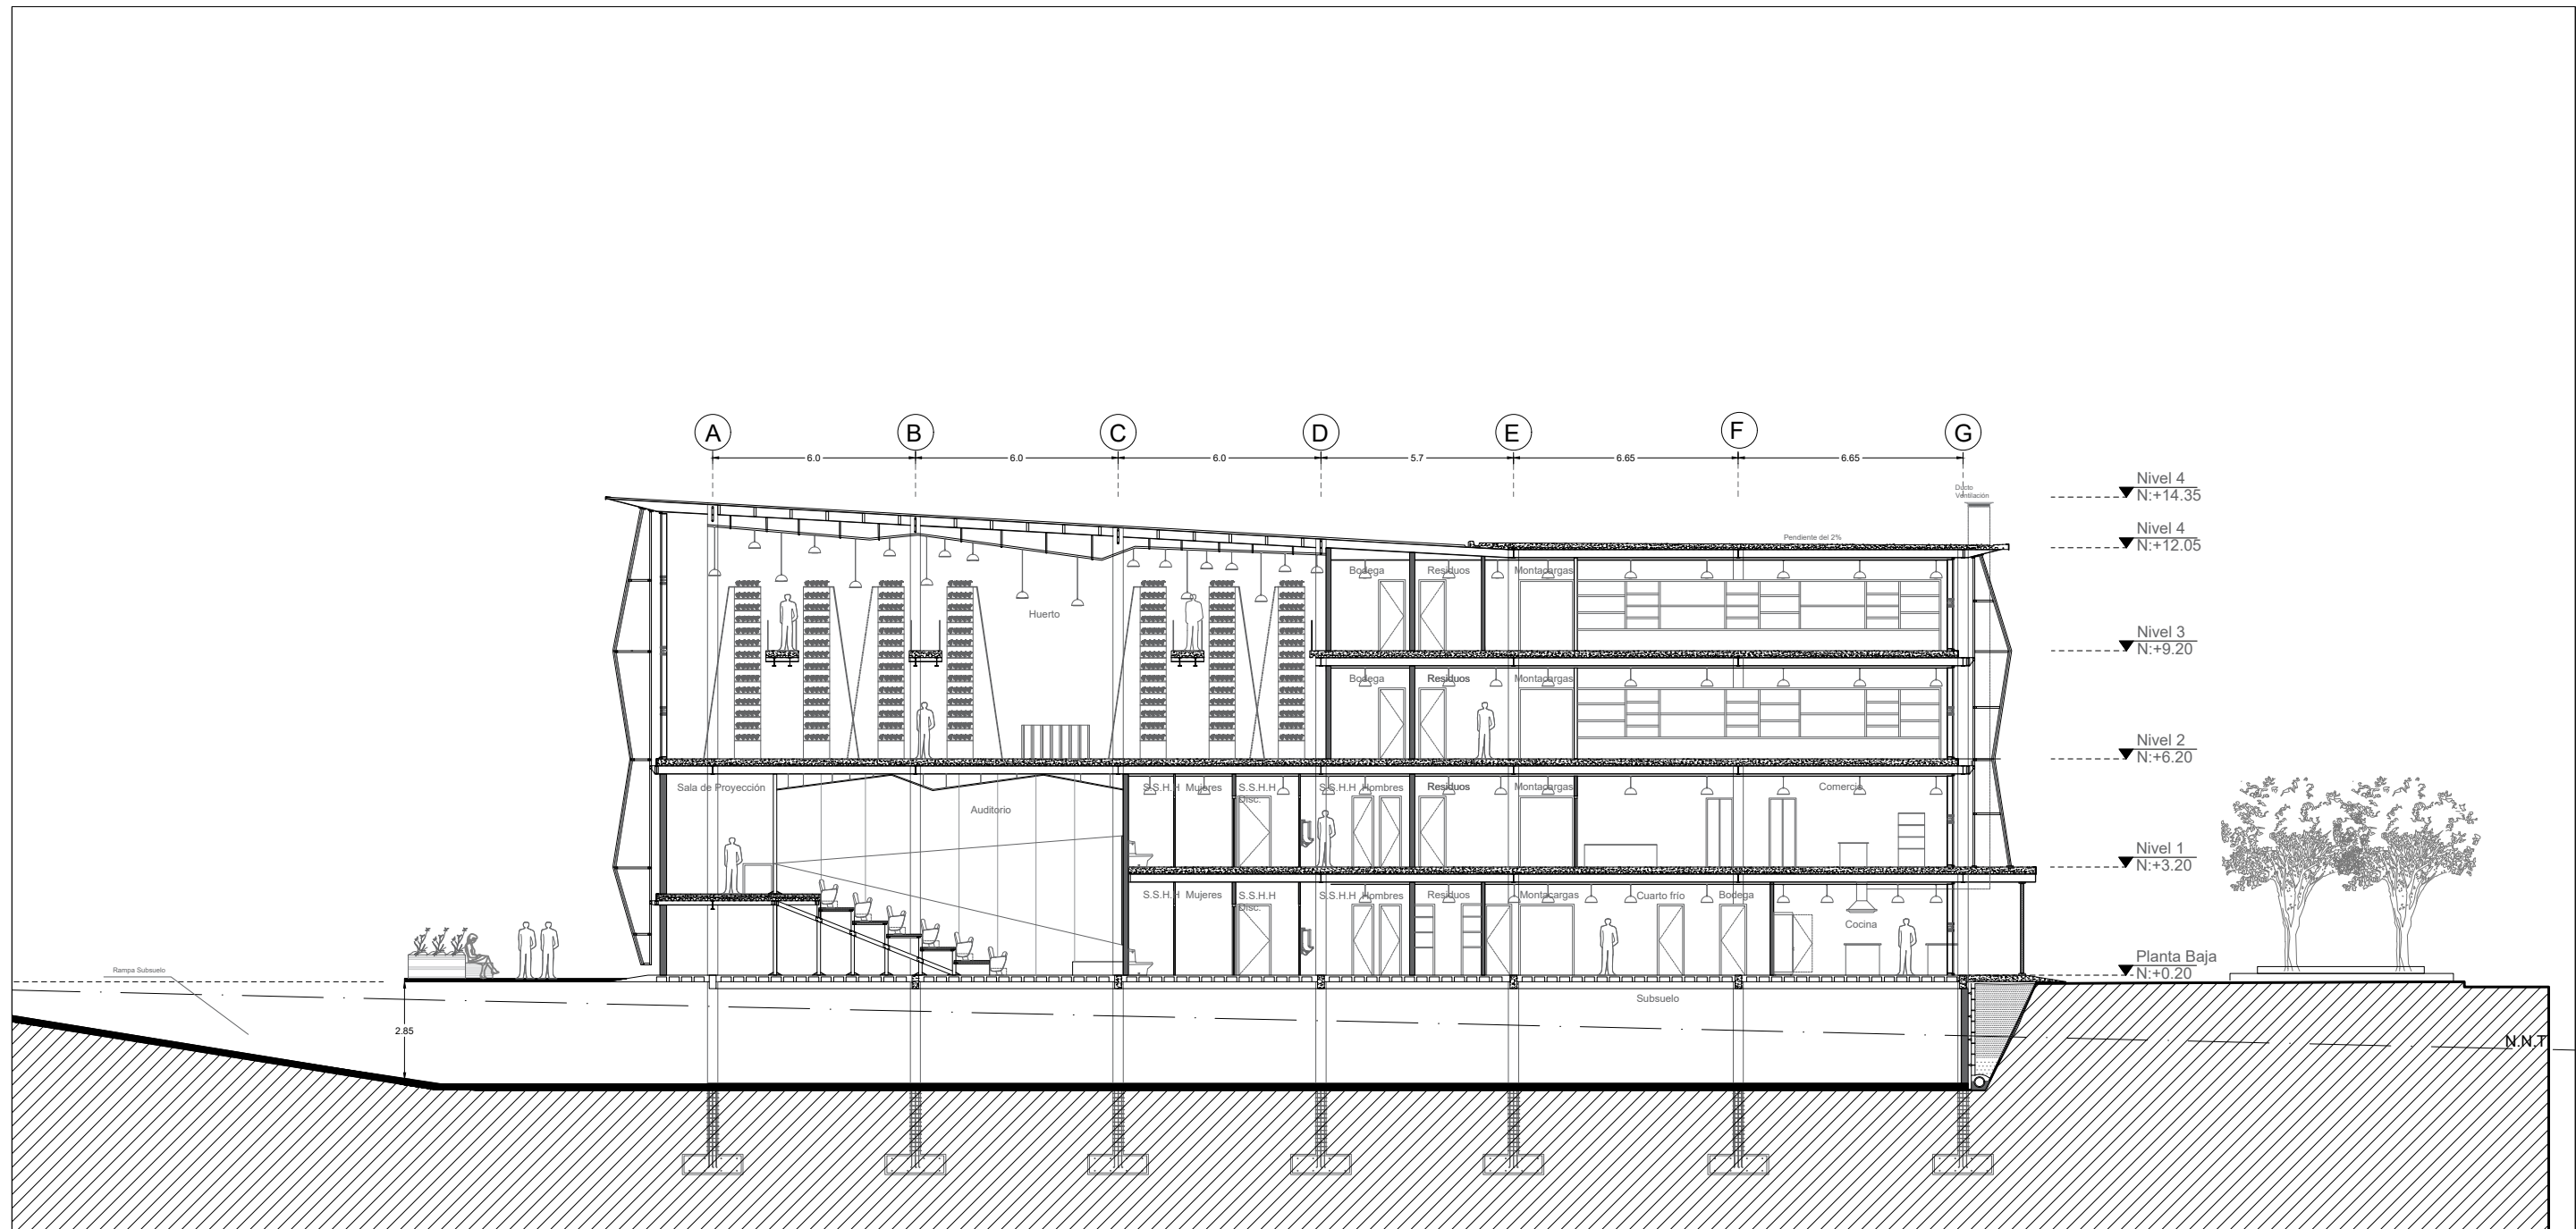 A B C D E F G
6.0 6.0 6.0 5.7 6.65 6.65
Nivel 4
N:+14.35
Ducto
Ventilación
Nivel 4
N:+12.05
Pendiente del 2%
Bodega Residuos Montacargas
Huerto
Nivel 3
N:+9.20
Bodega Residuos Montacargas
Nivel 2
N:+6.20
Sala de Proyección S.S.H.H Mujeres S.S.H.H S.S.H.H Hombres Residuos Montacargas Comercio
Disc.
Auditorio
Nivel 1
N:+3.20
S.S.H.H Mujeres S.S.H.H S.S.H.H Hombres Residuos Montacargas Cuarto frío Bodega
Disc.
Cocina
Planta Baja
N:+0.20
Rampa Subsuelo
Subsuelo
2.85
N.N.T